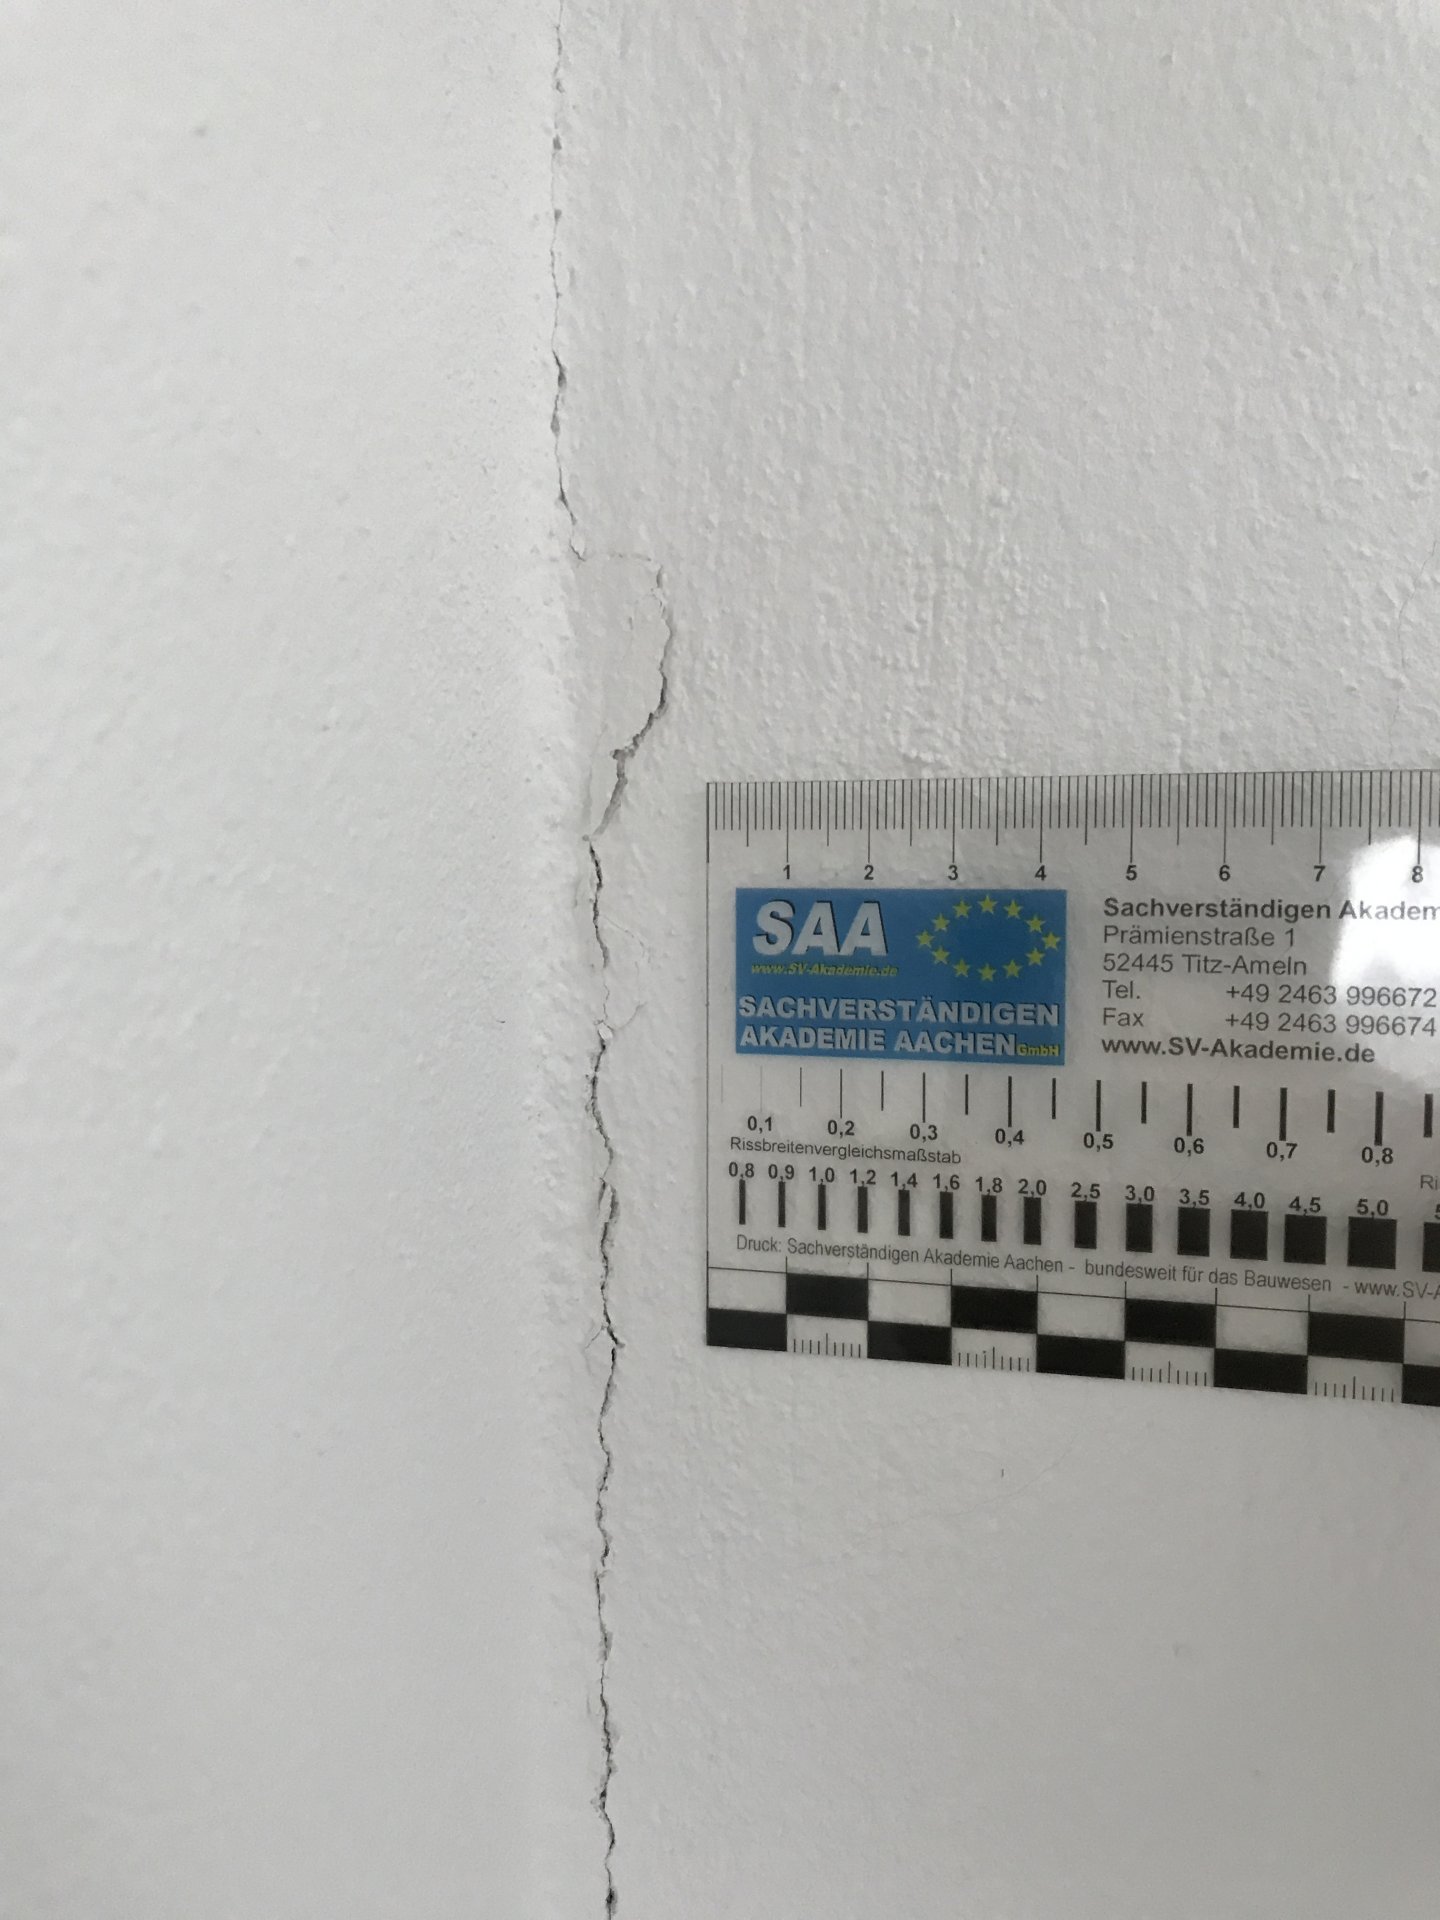 1 2 3 4 5 6 7 8
SAA
www.SV-Akademie.de
SACHVERSTÄNDIGEN
AKADEMIE AACHEN GmbH
Sachverständigen Akadem
Prämienstraße 1
52445 Titz-Ameln
Tel. +49 2463 996672
Fax +49 2463 996674
www.SV-Akademie.de
0,1 0,2 0,3 0,4 0,5 0,6 0,7 0,8
Rissbreitenvergleichsmaßstab
Ri
0,8 0,9 1,0 1,2 1,4 1,6 1,8 2,0 2,5 3,0 3,5 4,0 4,5 5,0
Druck: Sachverständigen Akademie Aachen - bundesweit für das Bauwesen - www.SV-A